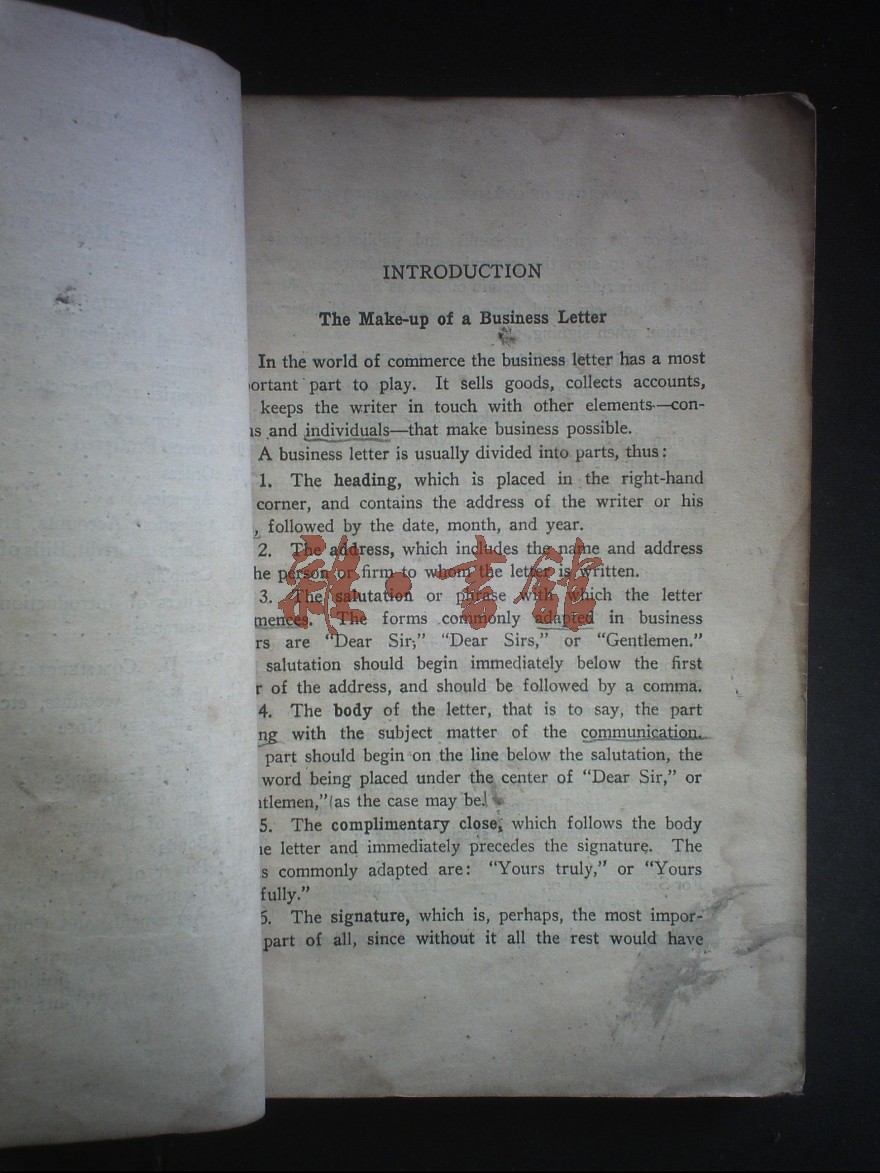 INTRODUCTION
The Make-up of a Business Letter
In the world of commerce the business letter has a most
ortant part to play. It sells goods, collects accounts,
keeps the writer in touch with other elements—con-
ns and individuals—that make business possible.
A business letter is usually divided into parts, thus:
1. The heading, which is placed in the right-hand
corner, and contains the address of the writer or his
, followed by the date, month, and year.
2. The address, which includes the name and address
he person or firm to whom the letter is written.
雜·書館
3. The salutation or phrase with which the letter
mences. The forms commonly adapted in business
rs are "Dear Sir," "Dear Sirs," or "Gentlemen."
salutation should begin immediately below the first
r of the address, and should be followed by a comma.
4. The body of the letter, that is to say, the part
ng with the subject matter of the communication.
part should begin on the line below the salutation, the
word being placed under the center of "Dear Sir," or
ntlemen," (as the case may be.)
5. The complimentary close, which follows the body
he letter and immediately precedes the signature. The
s commonly adapted are: "Yours truly," or "Yours
fully."
6. The signature, which is, perhaps, the most impor-
part of all, since without it all the rest would have